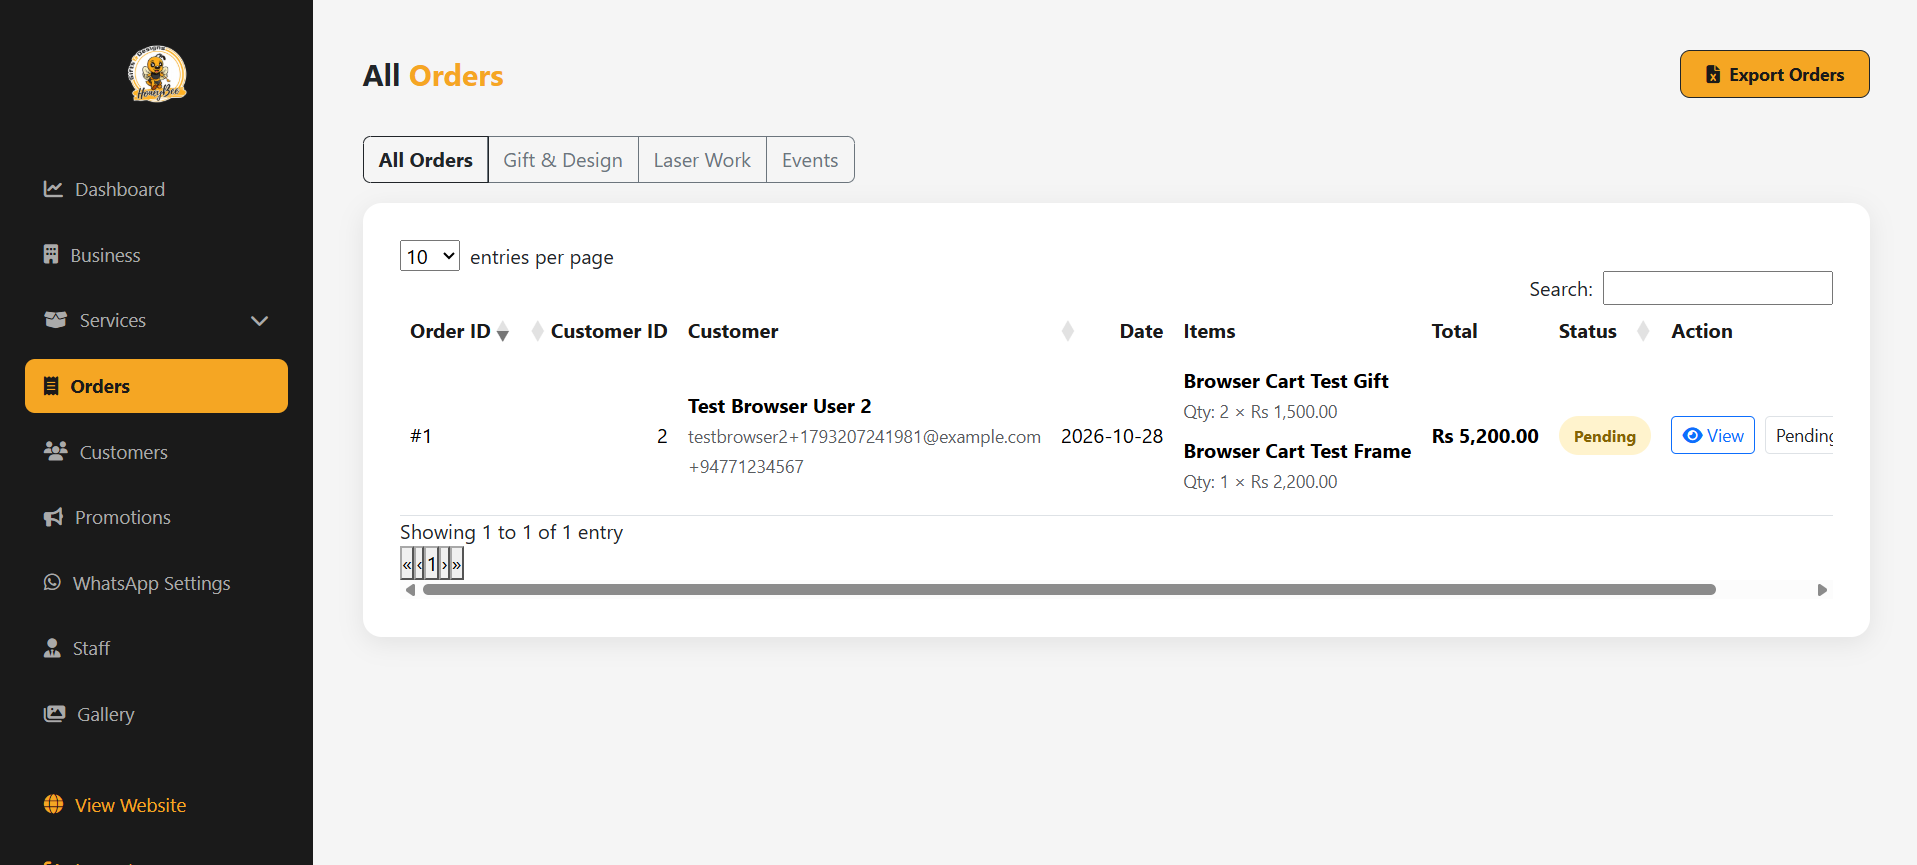 Gifts & Designs
HoneyBee
Dashboard
Business
Services
Orders
Customers
Promotions
WhatsApp Settings
Staff
Gallery
View Website
All Orders
Export Orders
All Orders Gift & Design Laser Work Events
10 entries per page
Search:
Order ID Customer ID Customer Date Items Total Status Action
#1 2 Test Browser User 2
testbrowser2+1793207241981@example.com
+94771234567
2026-10-28
Browser Cart Test Gift
Qty: 2 × Rs 1,500.00
Browser Cart Test Frame
Qty: 1 × Rs 2,200.00
Rs 5,200.00 Pending View Pending
Showing 1 to 1 of 1 entry
« ‹ 1 › »